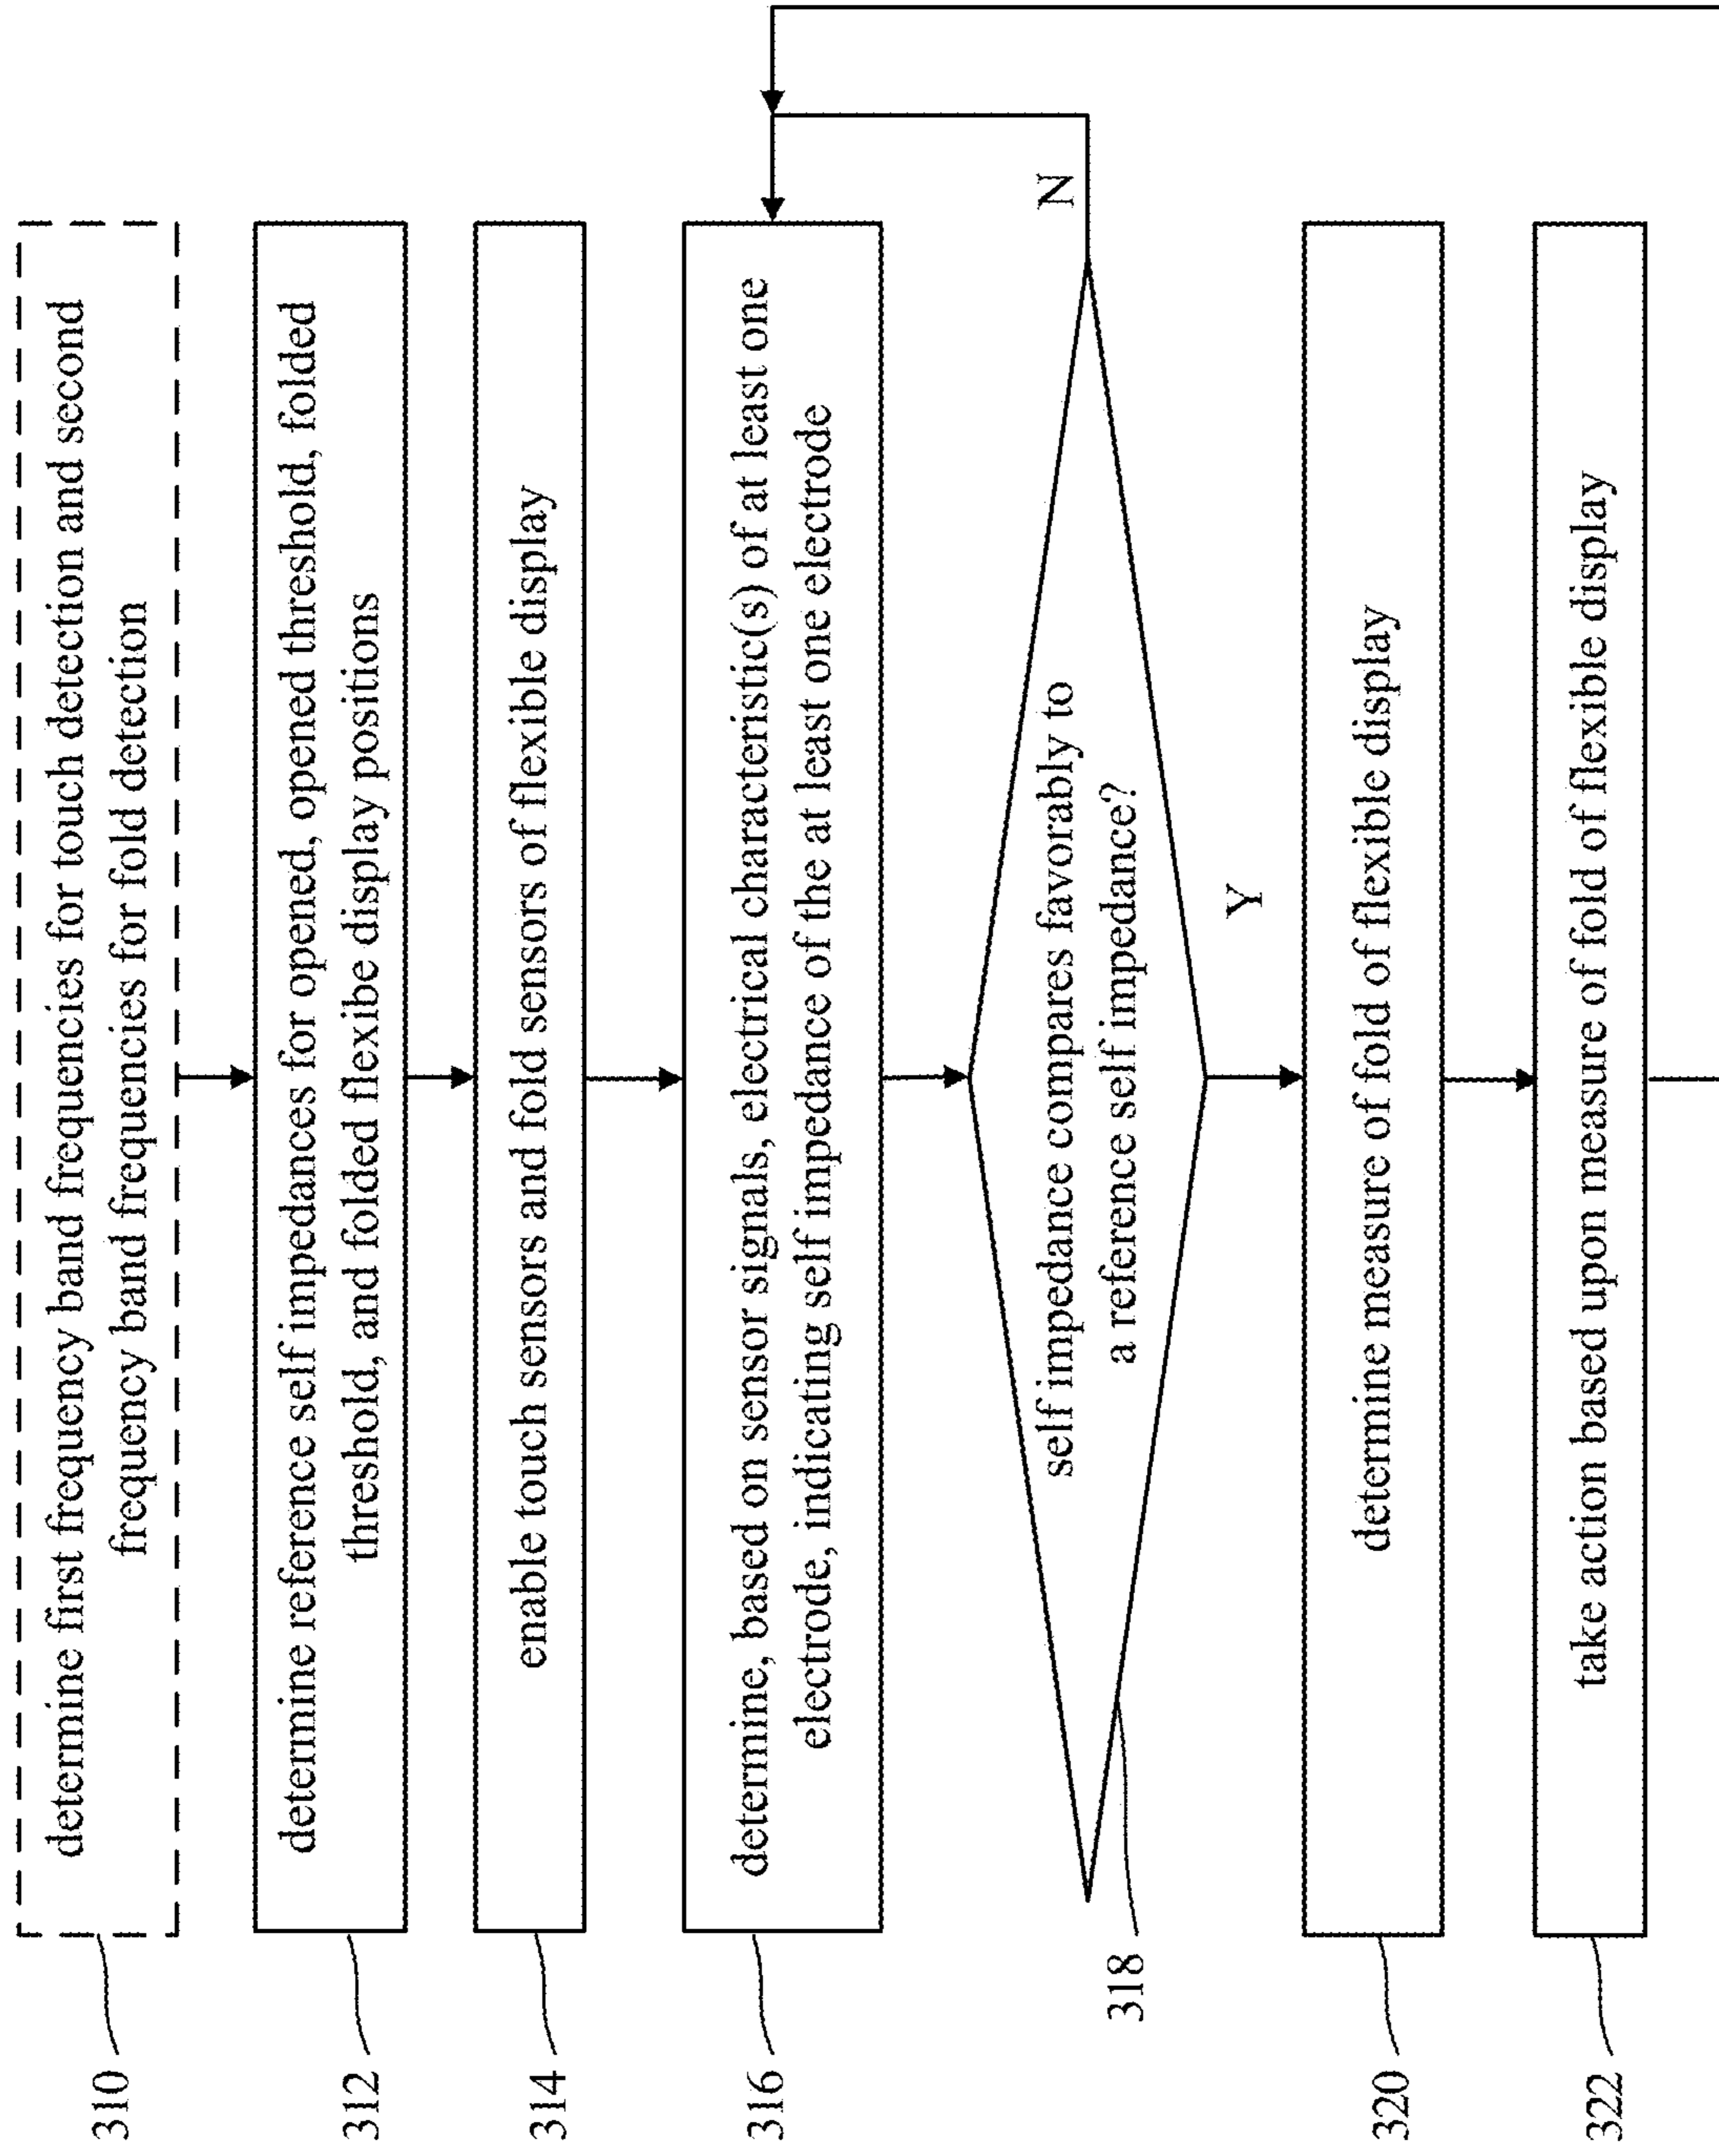 310
determine first frequency band frequencies for touch detection and second
frequency band frequencies for fold detection
312
determine reference self impedances for opened, opened threshold, folded
threshold, and folded flexibe display positions
314
enable touch sensors and fold sensors of flexible display
316
determine, based on sensor signals, electrical characteristic(s) of at least one
electrode, indicating self impedance of the at least one electrode
318
self impedance compares favorably to
a reference self impedance?
N
Y
320
determine measure of fold of flexible display
322
take action based upon measure of fold of flexible display